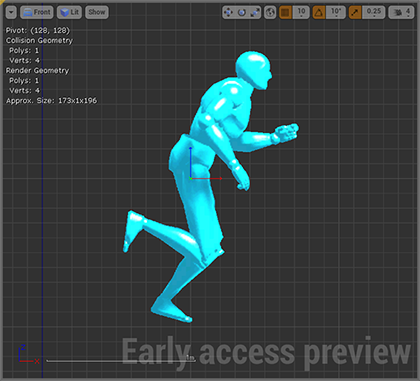 Front Lit Show 10 10° 0.25
Pivot: (128, 128)
Collision Geometry
Polys: 1
Verts: 4
Render Geometry
Polys: 1
Verts: 4
Approx. Size: 173x1x196
Early access preview